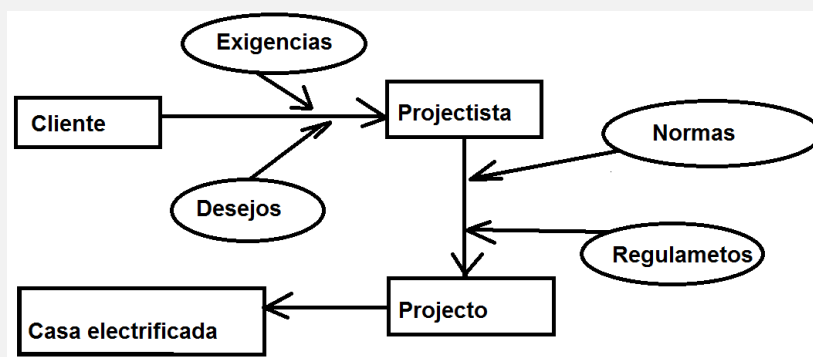 Exigencias
Cliente
Projectista
Normas
Desejos
Regulametos
Projecto
Casa electrificada